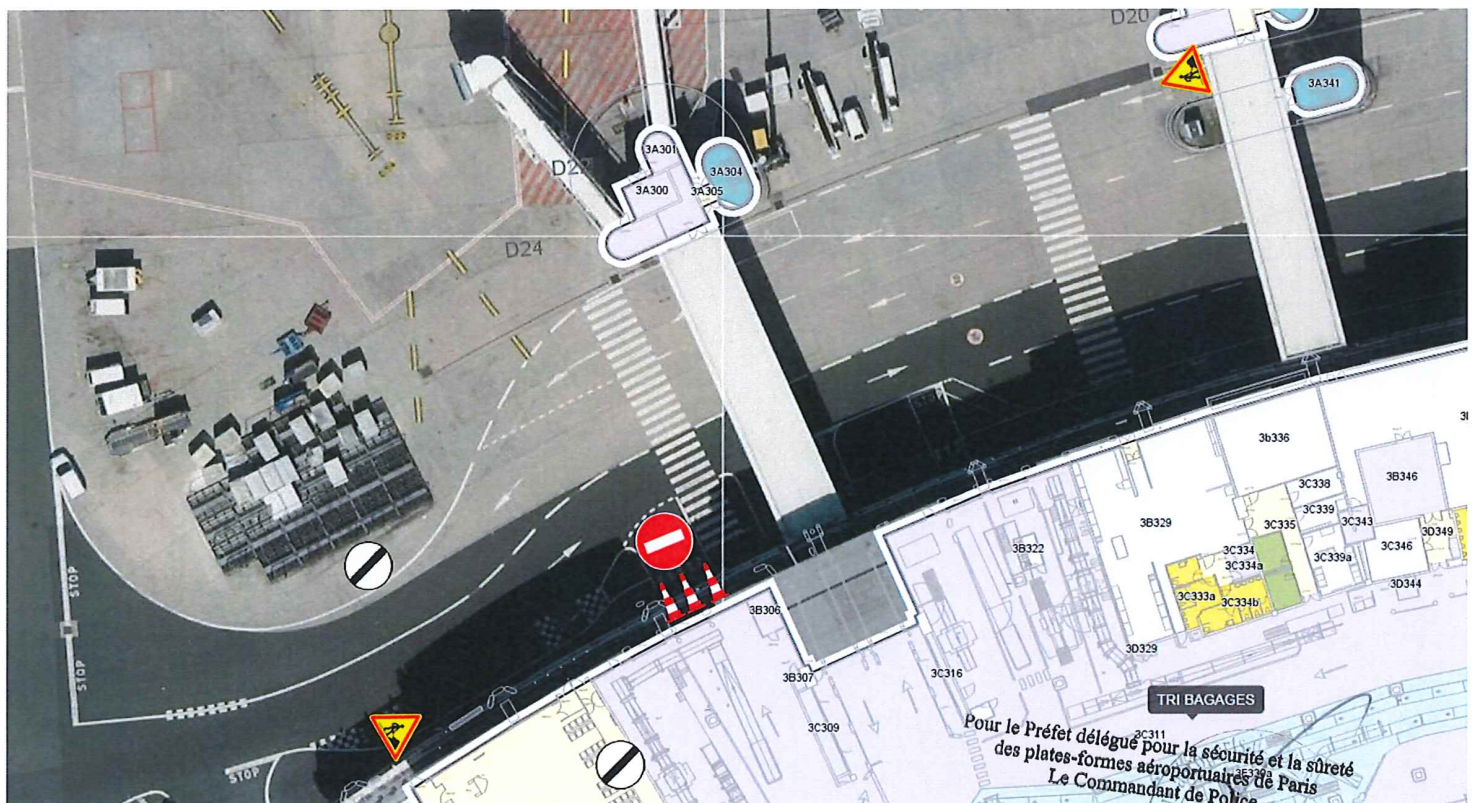 D20
3A341
3A301
D22
3A300
3A305
3A304
D24
3b336
3C338
3B346
3C339
3B329
3C335
3C343
3D349
3B322
3C334
3C334a
3C339a
3C346
3D344
3C333a
3C334b
STOP
3B306
3D329
STOP
3B307
3C316
TRI BAGAGES
3C309
3C311
Pour le Préfet délégué pour la sécurité et la sûreté
des plates-formes aéroportuaires de Paris
Le Commandant de Police
STOP